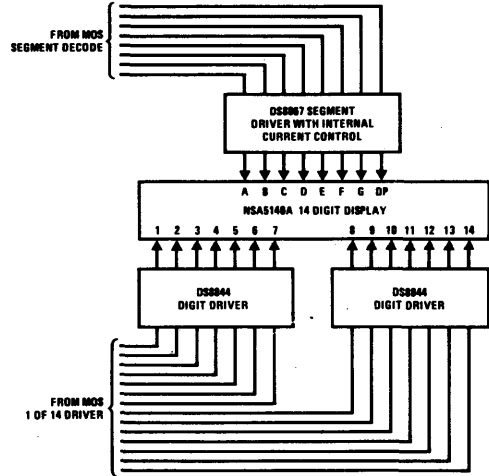 FROM MOS
SEGMENT DECODE
DS8867 SEGMENT
DRIVER WITH INTERNAL
CURRENT CONTROL
A B C D E F G DP
NSA5140A 14 DIGIT DISPLAY
1 2 3 4 5 6 7 8 9 10 11 12 13 14
DS8844
DIGIT DRIVER
DS8844
DIGIT DRIVER
FROM MOS
1 OF 14 DRIVER